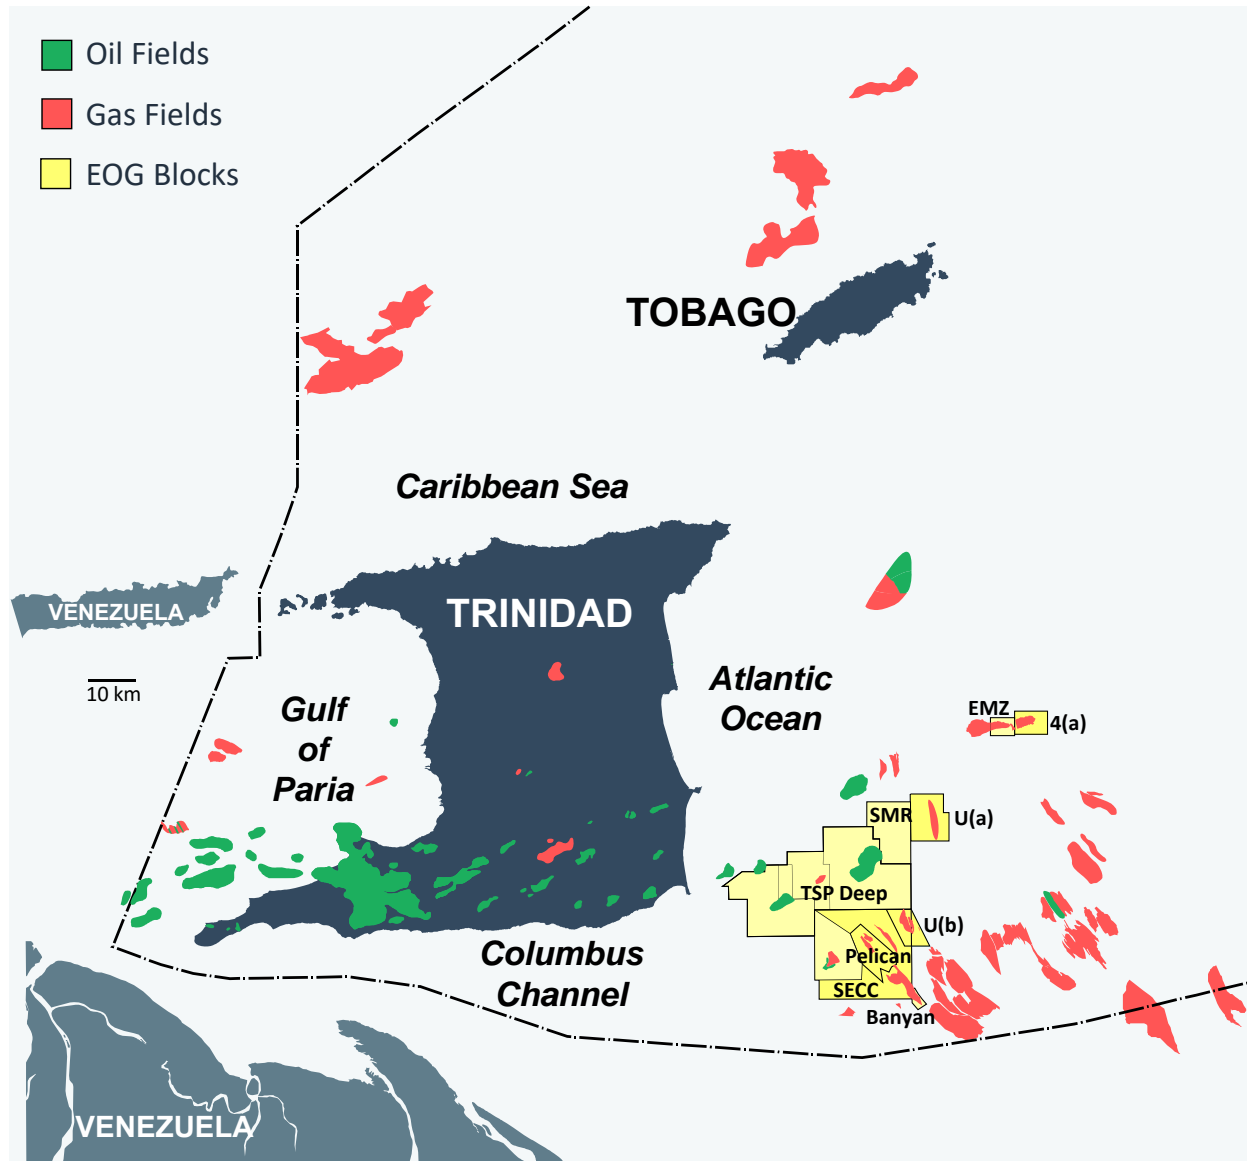 Oil Fields
Gas Fields
EOG Blocks
TOBAGO
Caribbean Sea
VENEZUELA
TRINIDAD
10 km
Gulf
of
Paria
Atlantic
Ocean
EMZ
4(a)
SMR
U(a)
TSP Deep
U(b)
Pelican
SECC
Banyan
Columbus
Channel
VENEZUELA